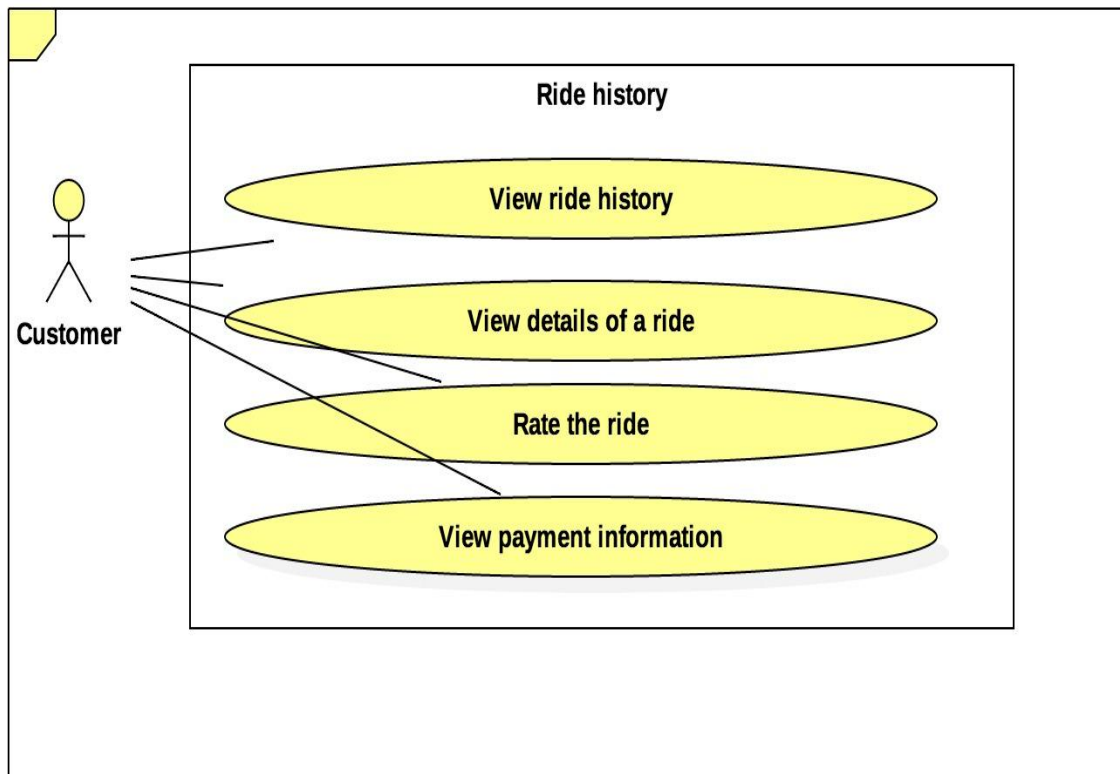 Ride history
View ride history
View details of a ride
Customer
Rate the ride
View payment information